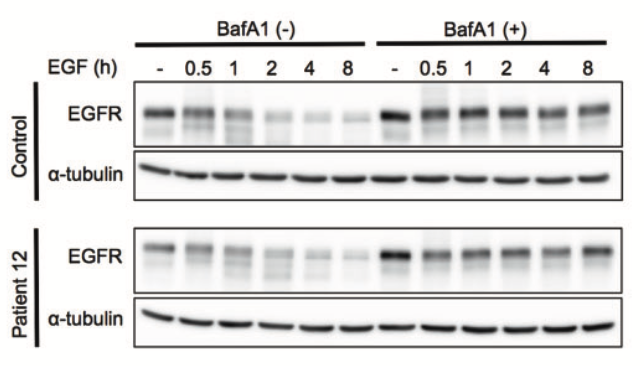 BafA1 (-) BafA1 (+)
EGF (h) - 0.5 1 2 4 8 - 0.5 1 2 4 8
Control
EGFR
α-tubulin
Patient 12
EGFR
α-tubulin